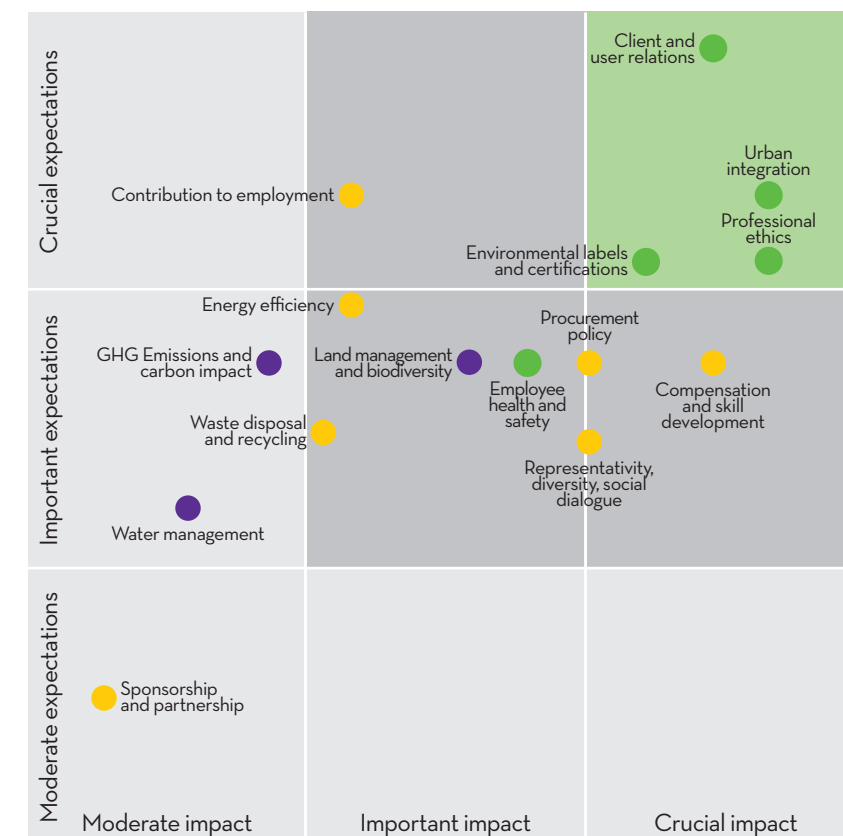 Crucial expectations
Client and
user relations
Urban
integration
Contribution to employment
Professional
ethics
Environmental labels
and certifications
Important expectations
Energy efficiency
Procurement
policy
GHG Emissions and
carbon impact
Land management
and biodiversity
Employee
health and
safety
Compensation
and skill
development
Waste disposal
and recycling
Representativity,
diversity, social
dialogue
Water management
Moderate expectations
Sponsorship
and partnership
Moderate impact
Important impact
Crucial impact